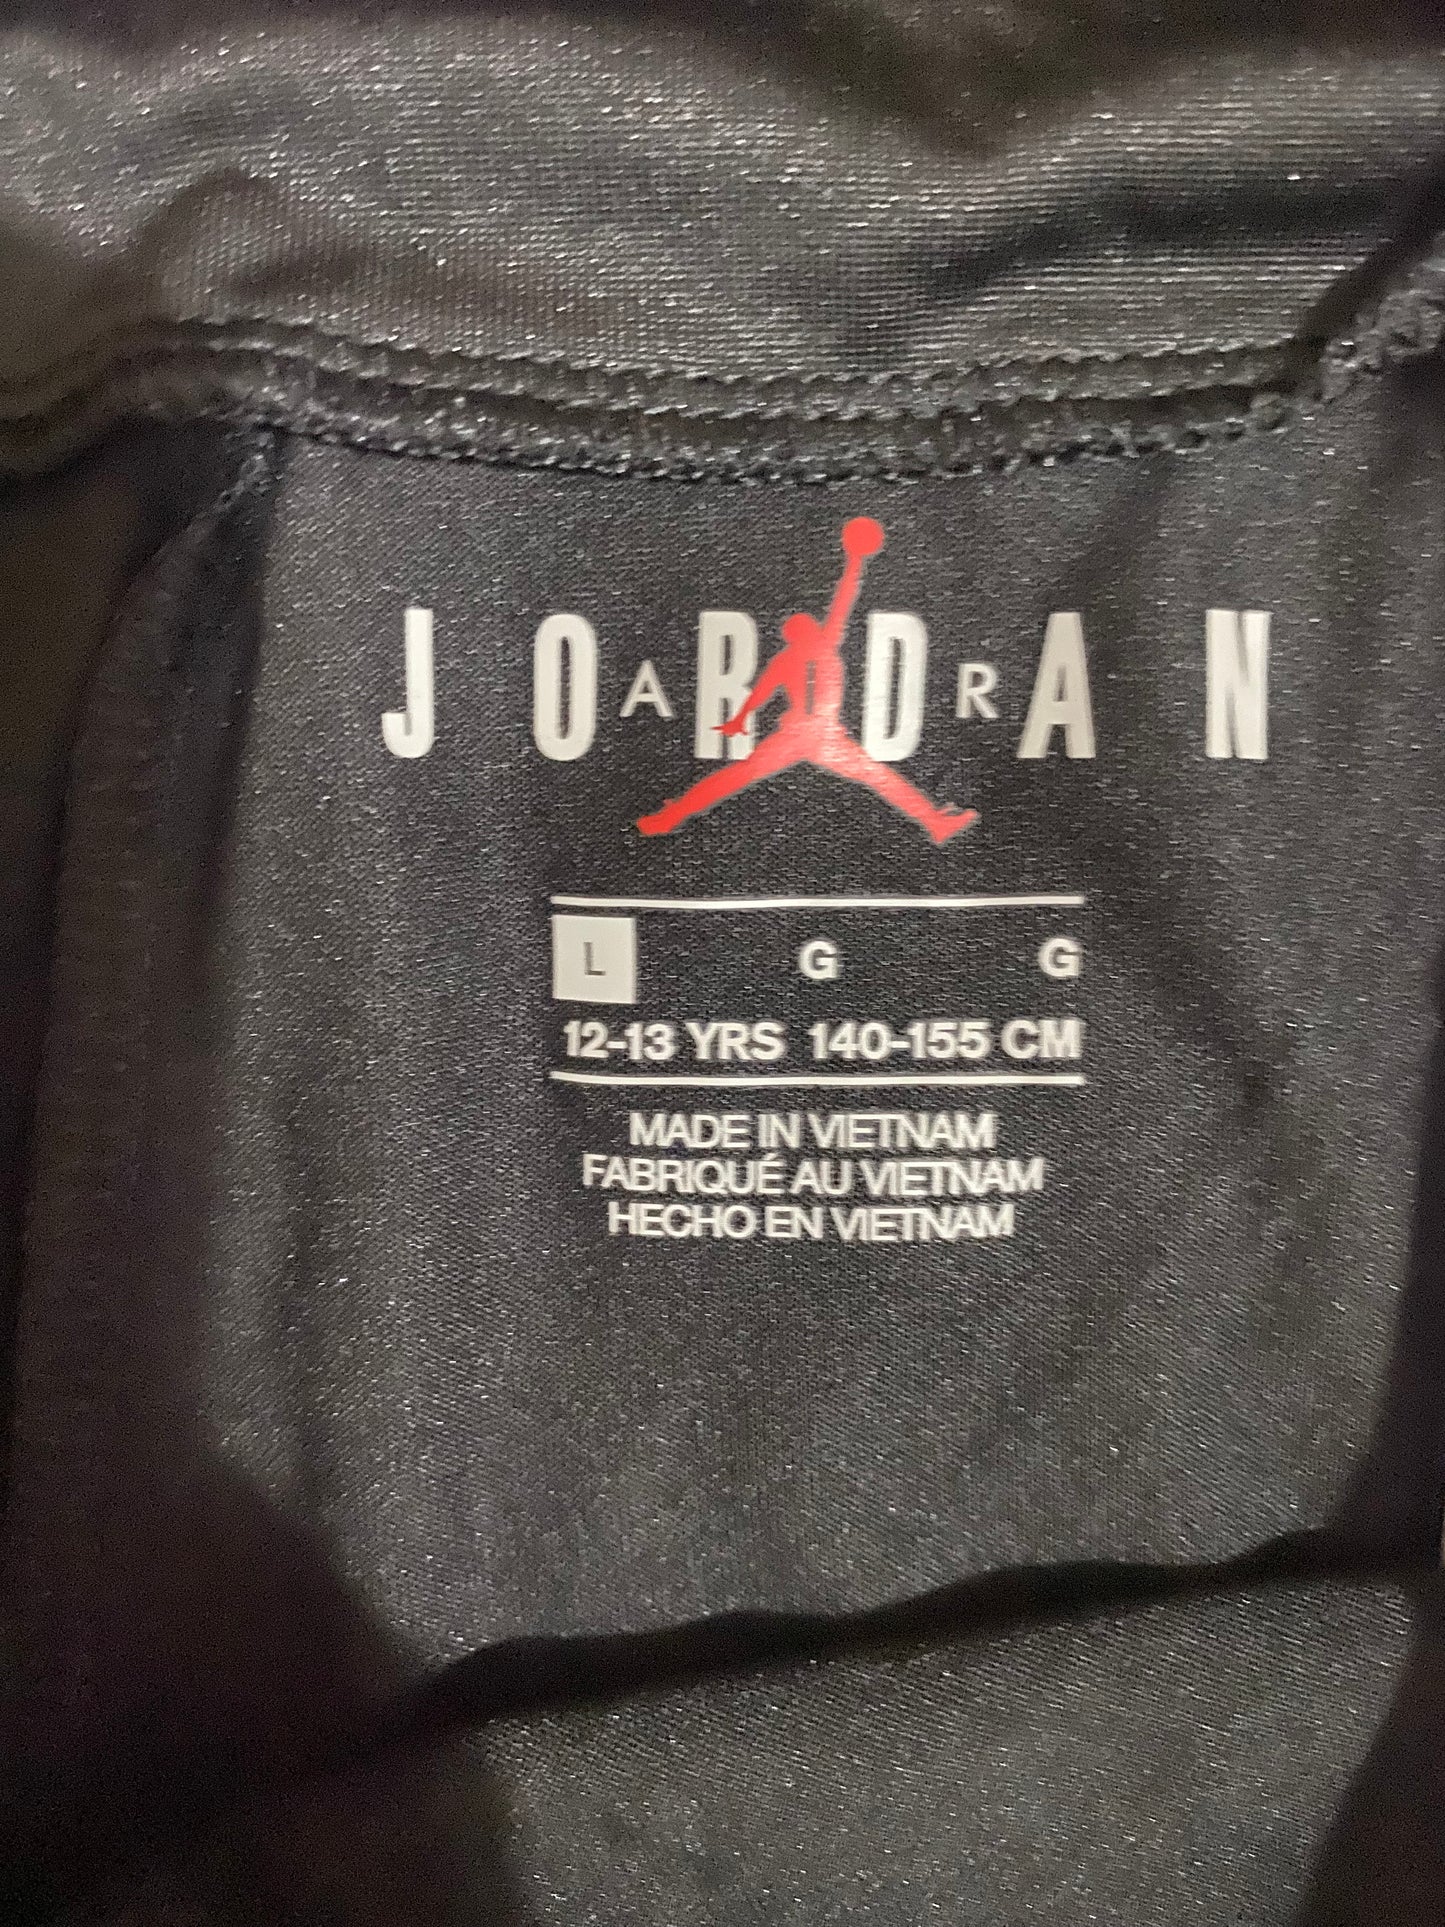 JORDAN
AIR
L G G
12-13 YRS 140-155 CM
MADE IN VIETNAM
FABRIQUÉ AU VIETNAM
HECHO EN VIETNAM